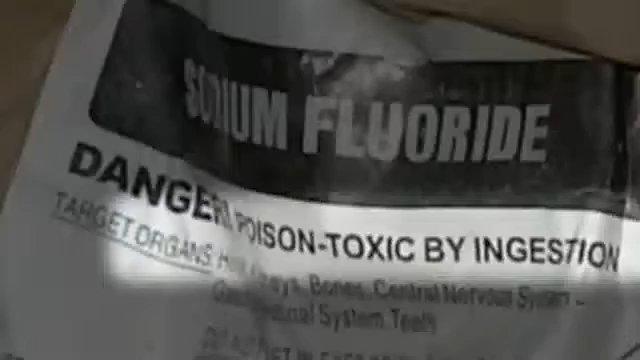 SODIUM FLUORIDE
DANGER! POISON-TOXIC BY INGESTION
TARGET ORGANS: Bones, Central Nervous System -
System, Teeth